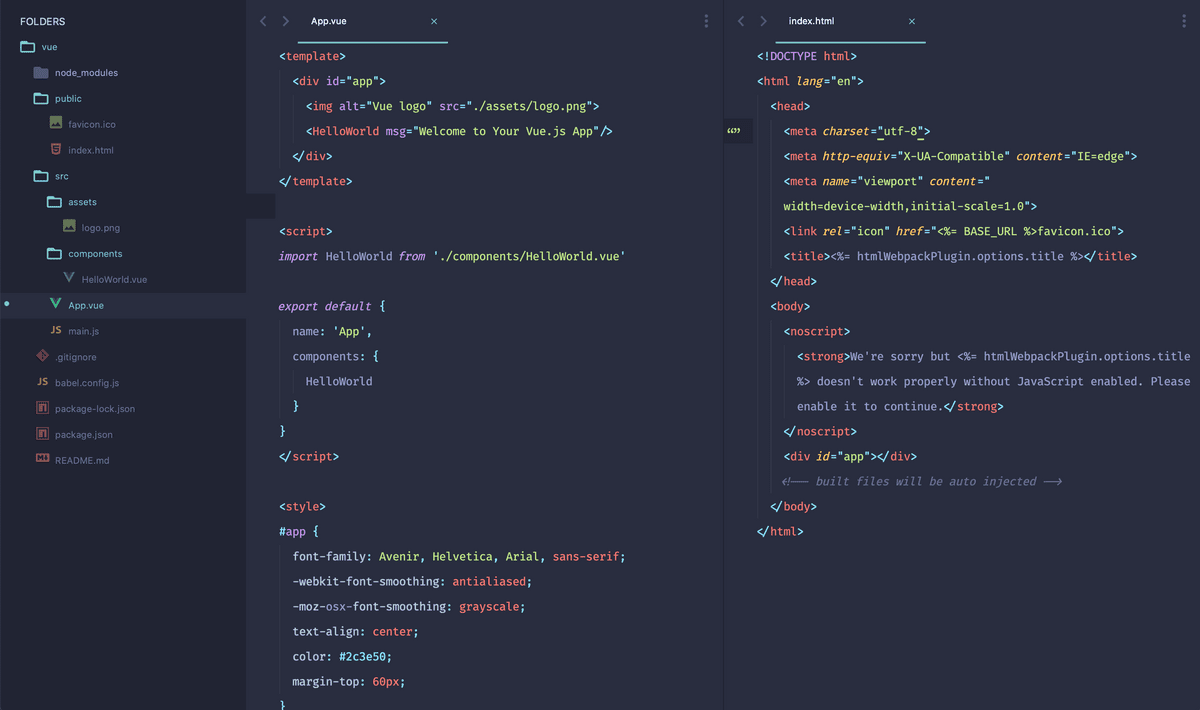 FOLDERS
vue
node_modules
public
favicon.ico
index.html
src
assets
logo.png
components
HelloWorld.vue
App.vue
JS main.js
.gitignore
JS babel.config.js
package-lock.json
package.json
README.md
App.vue ×
<template>
<div id="app">
<img alt="Vue logo" src="./assets/logo.png">
<HelloWorld msg="Welcome to Your Vue.js App"/>
</div>
</template>
<script>
import HelloWorld from './components/HelloWorld.vue'
export default {
name: 'App',
components: {
HelloWorld
}
}
</script>
<style>
#app {
font-family: Avenir, Helvetica, Arial, sans-serif;
-webkit-font-smoothing: antialiased;
-moz-osx-font-smoothing: grayscale;
text-align: center;
color: #2c3e50;
margin-top: 60px;
}
index.html ×
<!DOCTYPE html>
<html lang="en">
<head>
“” <meta charset="utf-8">
<meta http-equiv="X-UA-Compatible" content="IE=edge">
<meta name="viewport" content="
width=device-width,initial-scale=1.0">
<link rel="icon" href="<%= BASE_URL %>favicon.ico">
<title><%= htmlWebpackPlugin.options.title %></title>
</head>
<body>
<noscript>
<strong>We're sorry but <%= htmlWebpackPlugin.options.title
%> doesn't work properly without JavaScript enabled. Please
enable it to continue.</strong>
</noscript>
<div id="app"></div>
<!-- built files will be auto injected -->
</body>
</html>